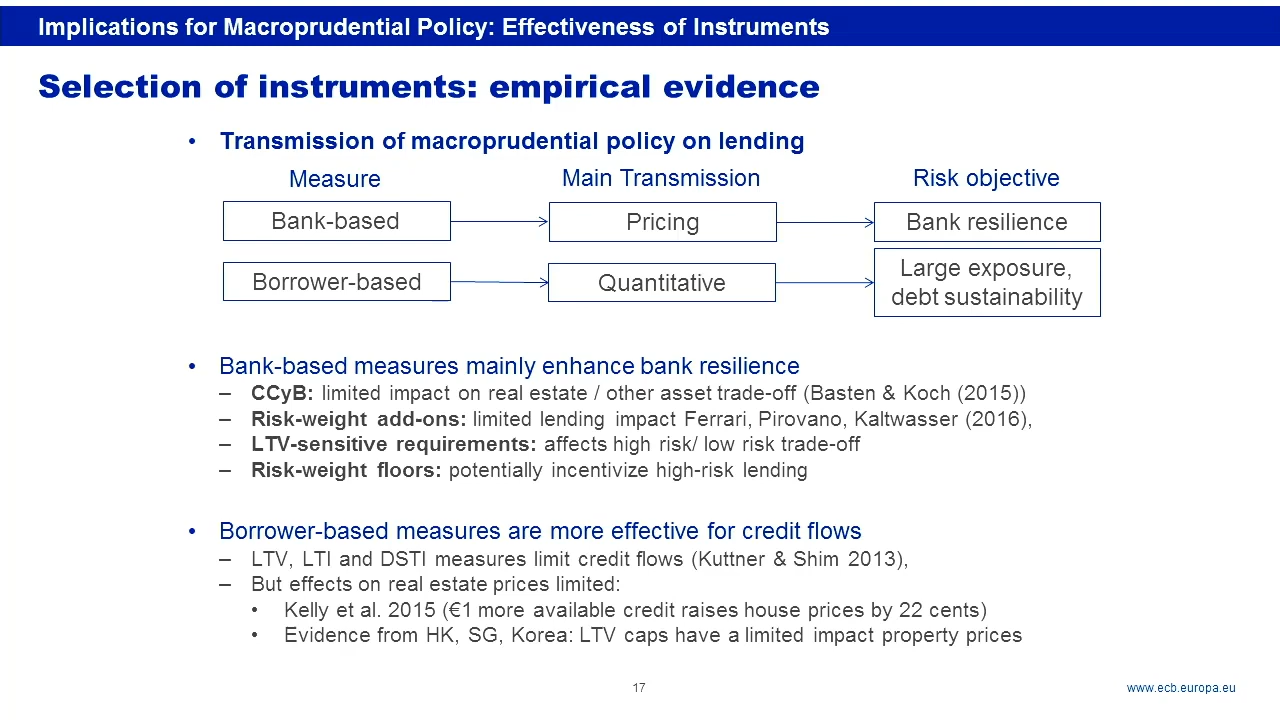 Implications for Macroprudential Policy: Effectiveness of Instruments
Selection of instruments: empirical evidence
• Transmission of macroprudential policy on lending
Measure Main Transmission Risk objective
Bank-based Pricing Bank resilience
Borrower-based Quantitative Large exposure,
debt sustainability
• Bank-based measures mainly enhance bank resilience
– CCyB: limited impact on real estate / other asset trade-off (Basten & Koch (2015))
– Risk-weight add-ons: limited lending impact Ferrari, Pirovano, Kaltwasser (2016),
– LTV-sensitive requirements: affects high risk/ low risk trade-off
– Risk-weight floors: potentially incentivize high-risk lending
• Borrower-based measures are more effective for credit flows
– LTV, LTI and DSTI measures limit credit flows (Kuttner & Shim 2013),
– But effects on real estate prices limited:
• Kelly et al. 2015 (€1 more available credit raises house prices by 22 cents)
• Evidence from HK, SG, Korea: LTV caps have a limited impact property prices
17
www.ecb.europa.eu